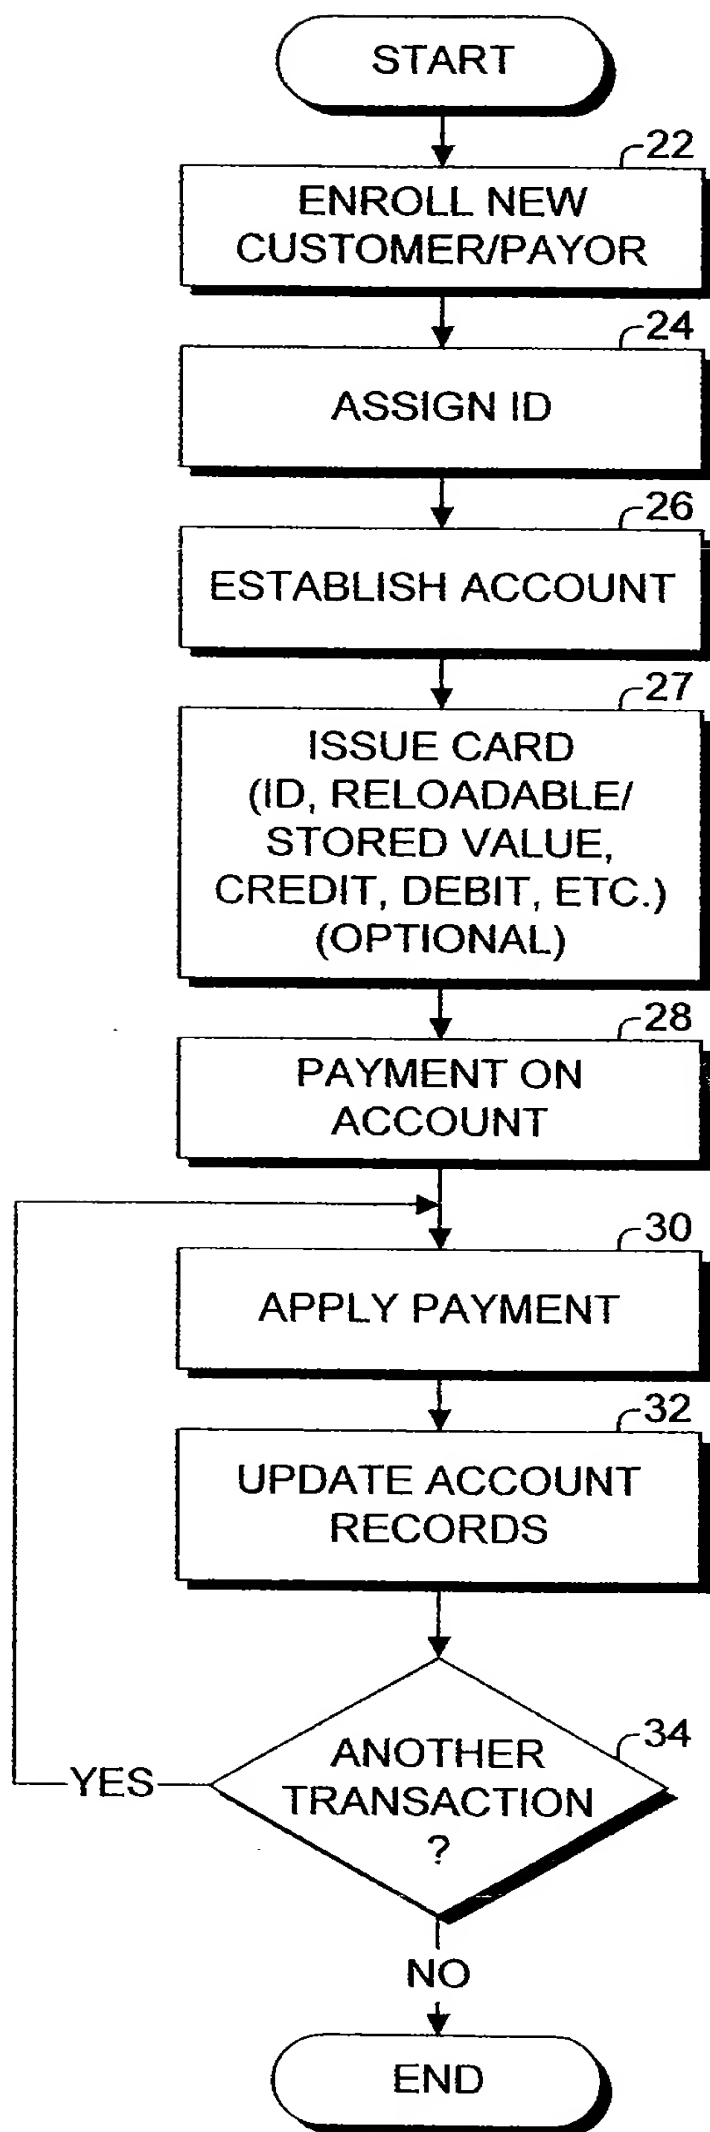 START
22
ENROLL NEW
CUSTOMER/PAYOR
24
ASSIGN ID
26
ESTABLISH ACCOUNT
27
ISSUE CARD
(ID, RELOADABLE/
STORED VALUE,
CREDIT, DEBIT, ETC.)
(OPTIONAL)
28
PAYMENT ON
ACCOUNT
30
APPLY PAYMENT
32
UPDATE ACCOUNT
RECORDS
34
ANOTHER
TRANSACTION
?
YES
NO
END